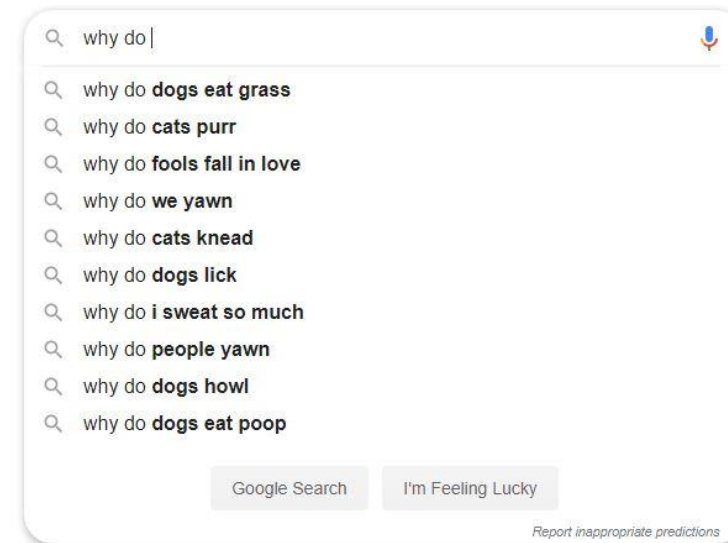 why do
why do dogs eat grass
why do cats purr
why do fools fall in love
why do we yawn
why do cats knead
why do dogs lick
why do i sweat so much
why do people yawn
why do dogs howl
why do dogs eat poop
Google Search I'm Feeling Lucky
Report inappropriate predictions